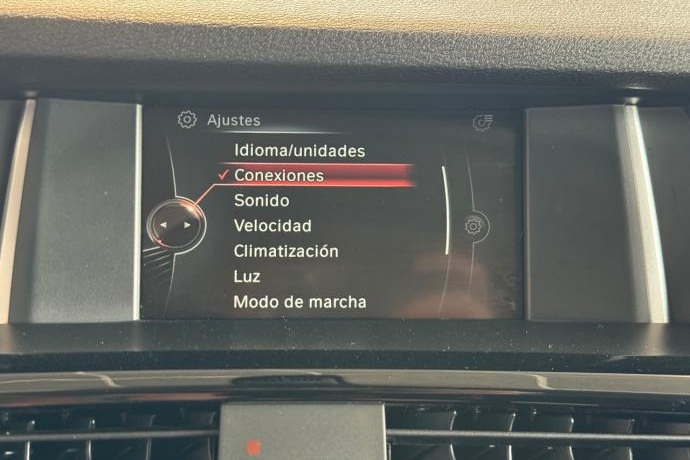 Ajustes
Idioma/unidades
Conexiones
Sonido
Velocidad
Climatización
Luz
Modo de marcha